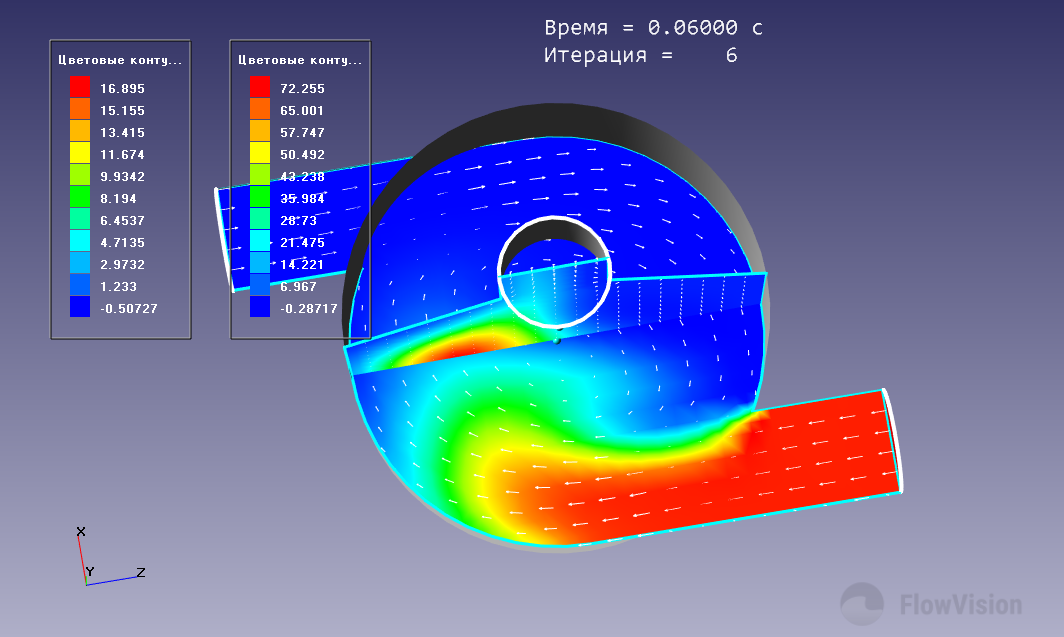 Время = 0.06000 с
Итерация = 6
Цветовые конту...
16.895
15.155
13.415
11.674
9.9342
8.194
6.4537
4.7135
2.9732
1.233
-0.50727
Цветовые конту...
72.255
65.001
57.747
50.492
43.238
35.984
28.73
21.475
14.221
6.967
-0.28717
X
Y
Z
FlowVision